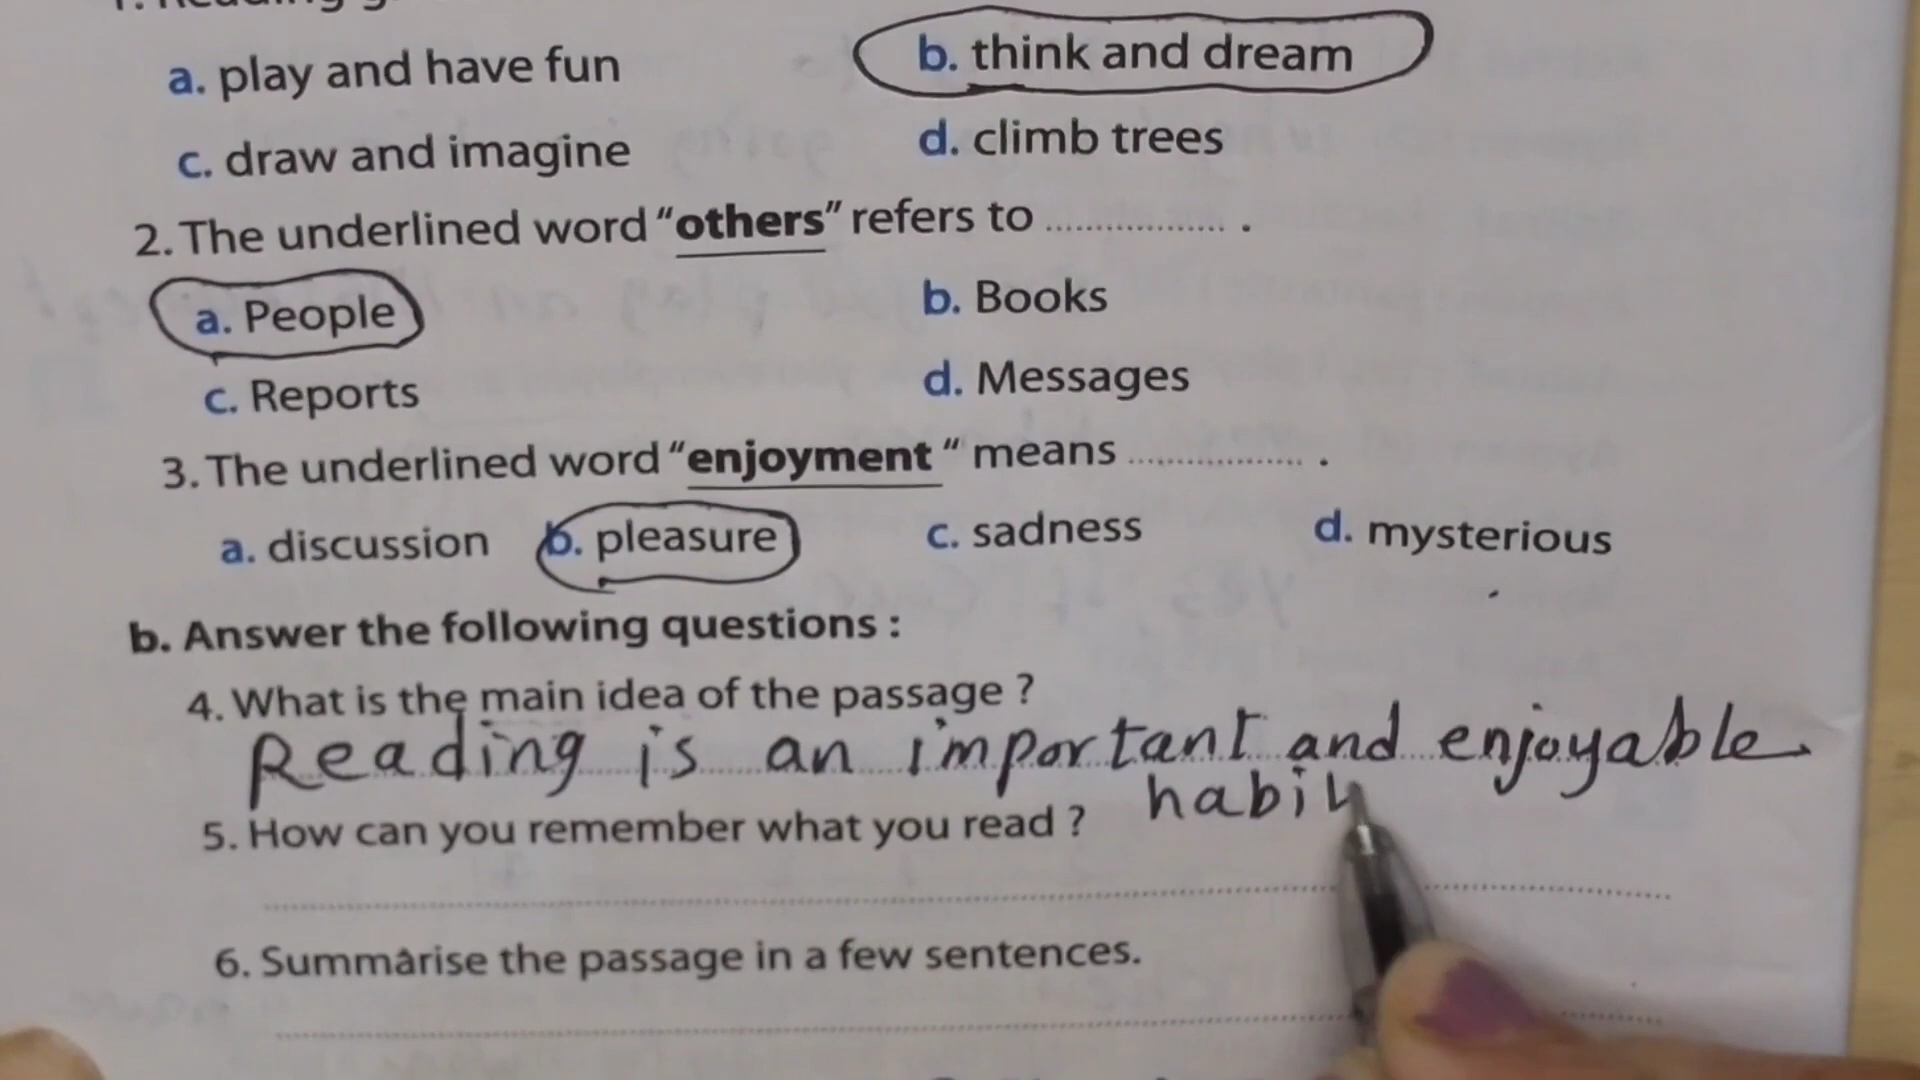 1. Reading
a. play and have fun b. think and dream
c. draw and imagine d. climb trees
2. The underlined word “others” refers to ................. .
a. People b. Books
c. Reports d. Messages
3. The underlined word “enjoyment “ means ................. .
a. discussion b. pleasure c. sadness d. mysterious
b. Answer the following questions :
4. What is the main idea of the passage ?
Reading is an important and enjoyable
habi
5. How can you remember what you read ?
6. Summarise the passage in a few sentences.